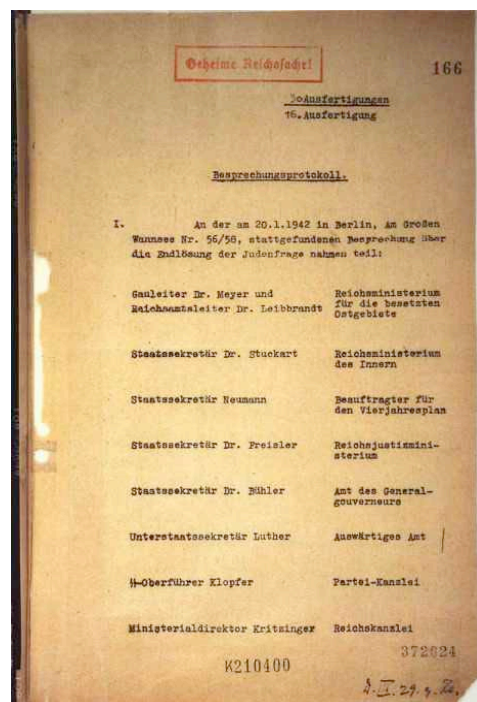 Geheime Reichssache!
166
30 Ausfertigungen
16. Ausfertigung
Besprechungsprotokoll.
I. An der am 20.1.1942 in Berlin, Am Großen
Wannsee Nr. 56/58, stattgefundenen Besprechung über
die Endlösung der Judenfrage nahmen teil:
Gauleiter Dr. Meyer und
Reichsamtsleiter Dr. Leibbrandt
Reichsministerium
für die besetzten
Ostgebiete
Staatssekretär Dr. Stuckart
Reichsministerium
des Innern
Staatssekretär Neumann
Beauftragter für
den Vierjahresplan
Staatssekretär Dr. Freisler
Reichsjustizmini-
sterium
Staatssekretär Dr. Bühler
Amt des General-
gouverneurs
Unterstaatssekretär Luther
Auswärtiges Amt
SS-Oberführer Klopfer
Partei-Kanzlei
Ministerialdirektor Kritzinger
Reichskanzlei
372024
K210400